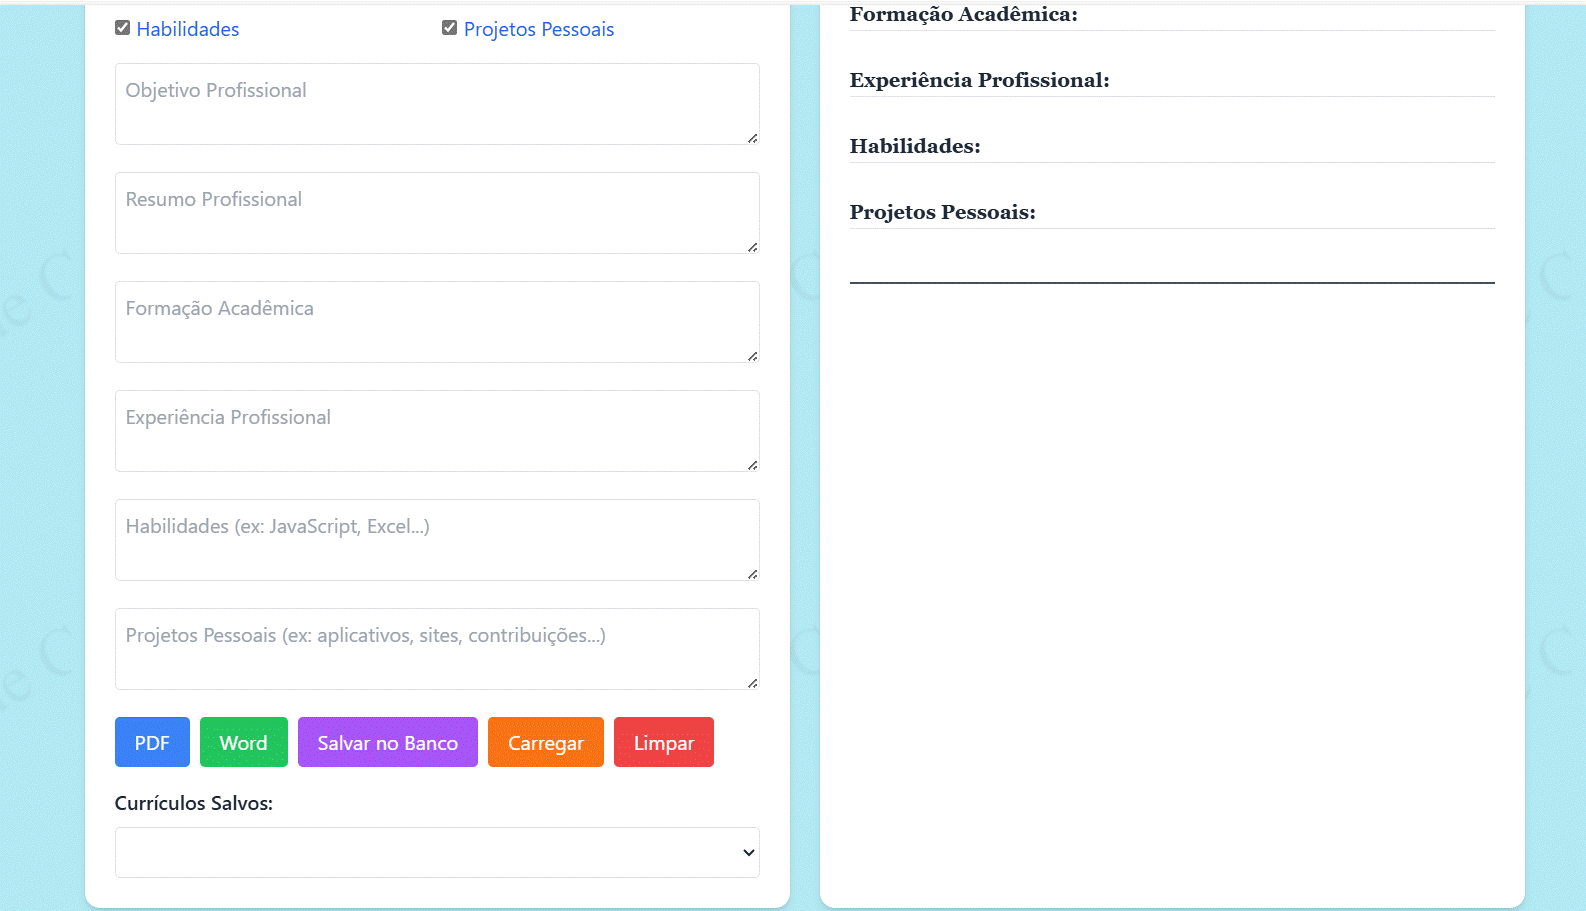 Habilidades
Projetos Pessoais
Objetivo Profissional
Resumo Profissional
Formação Acadêmica
Experiência Profissional
Habilidades (ex: JavaScript, Excel...)
Projetos Pessoais (ex: aplicativos, sites, contribuições...)
PDF
Word
Salvar no Banco
Carregar
Limpar
Currículos Salvos:
Formação Acadêmica:
Experiência Profissional:
Habilidades:
Projetos Pessoais: